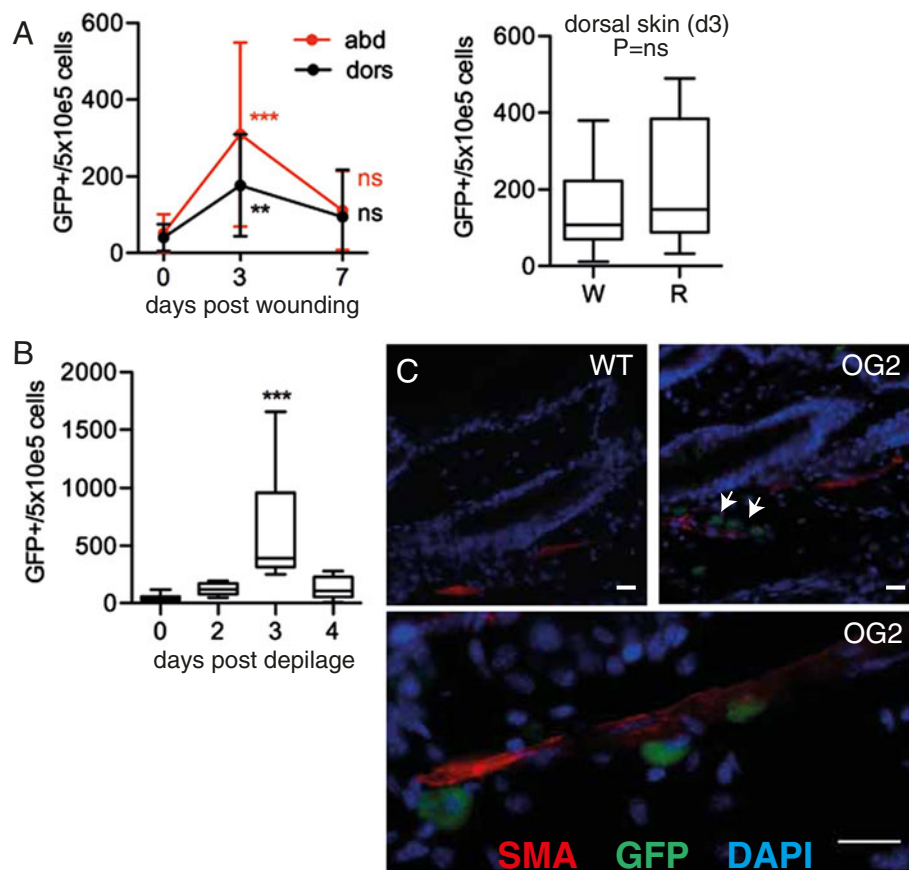 A
GFP+/5x10e5 cells
600
400
200
0
abd
dors
***
**
ns
ns
0 3 7
days post wounding
dorsal skin (d3)
P=ns
GFP+/5x10e5 cells
600
400
200
0
W R
B
GFP+/5x10e5 cells
2000
1500
1000
500
0
***
0 2 3 4
days post depilage
C
WT
OG2
OG2
SMA GFP DAPI